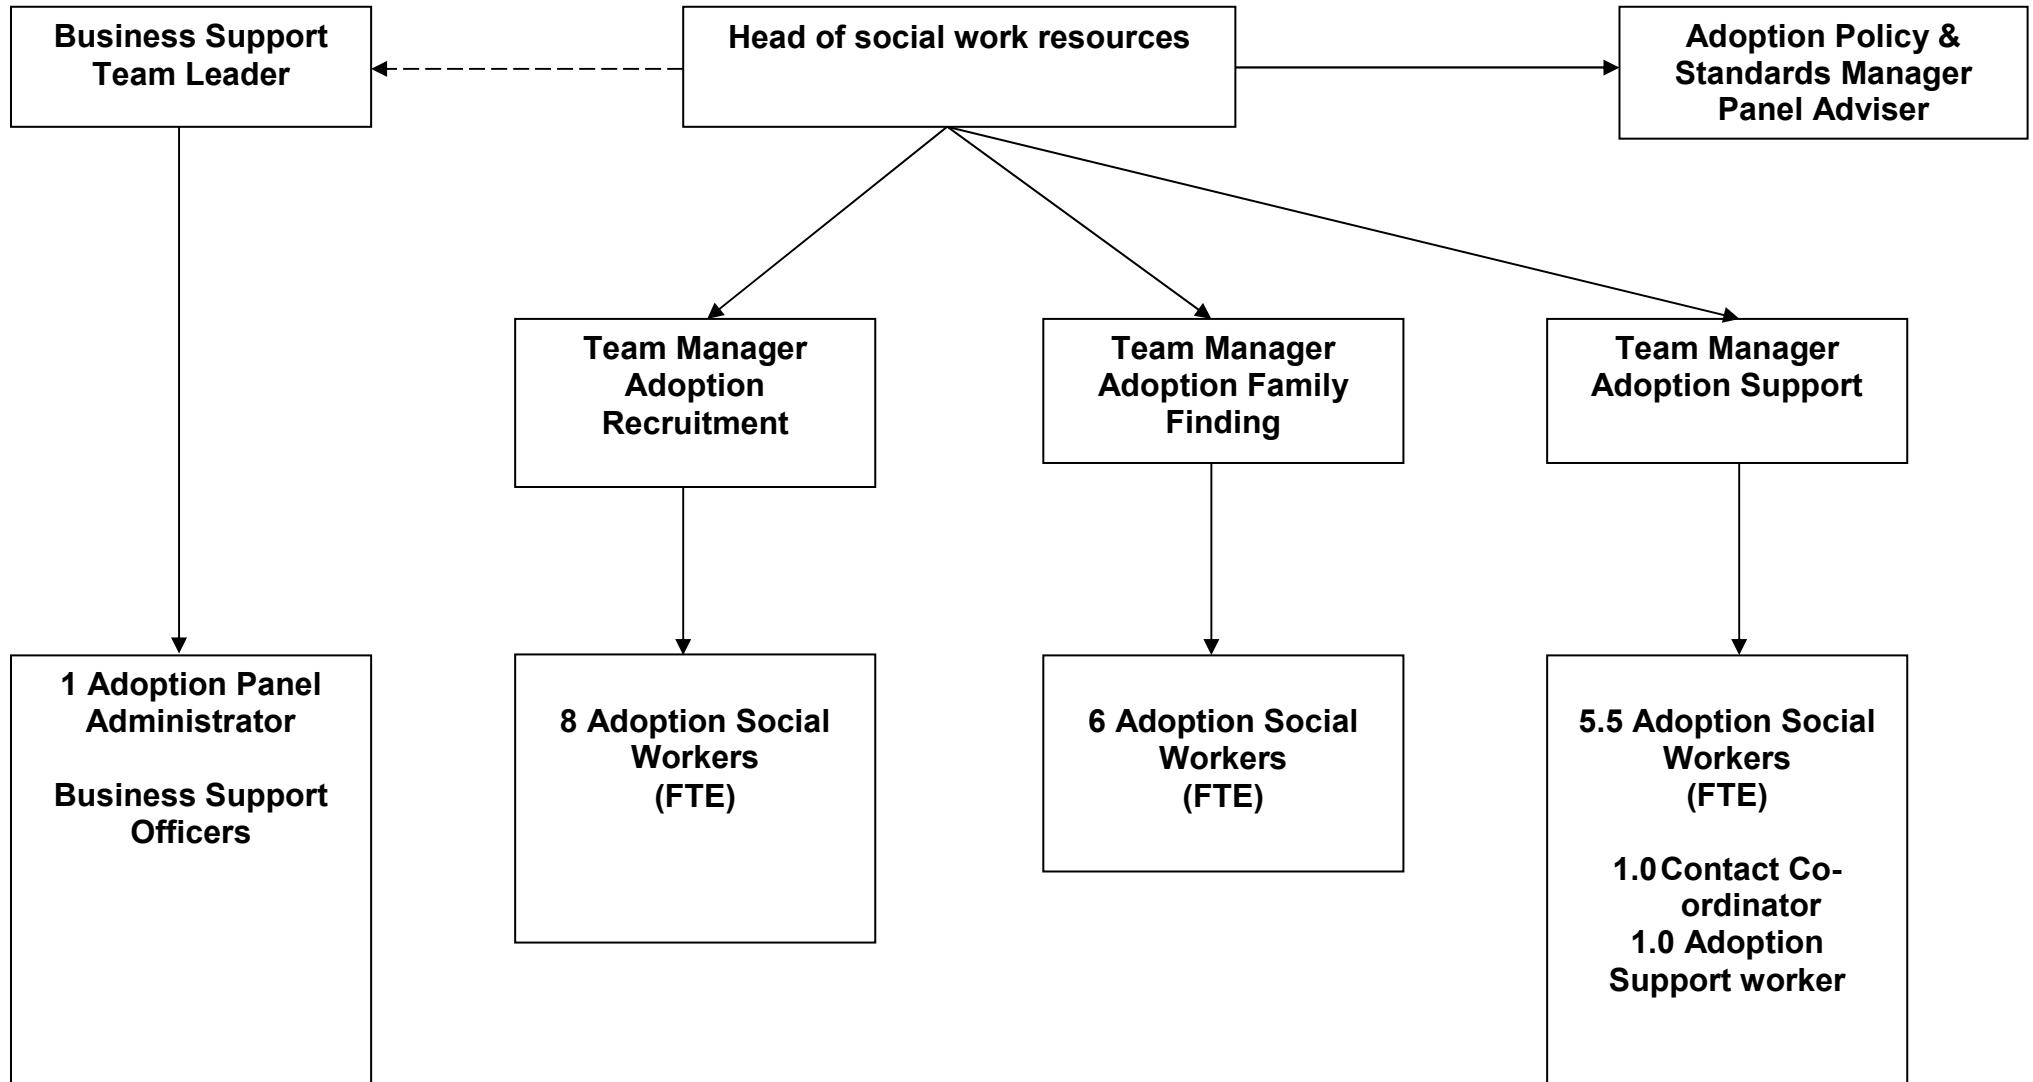 Business Support
Team Leader
Head of social work resources
Adoption Policy &
Standards Manager
Panel Adviser
Team Manager
Adoption
Recruitment
Team Manager
Adoption Family
Finding
Team Manager
Adoption Support
1 Adoption Panel
Administrator
Business Support
Officers
8 Adoption Social
Workers
(FTE)
6 Adoption Social
Workers
(FTE)
5.5 Adoption Social
Workers
(FTE)
1.0 Contact Co-
ordinator
1.0 Adoption
Support worker